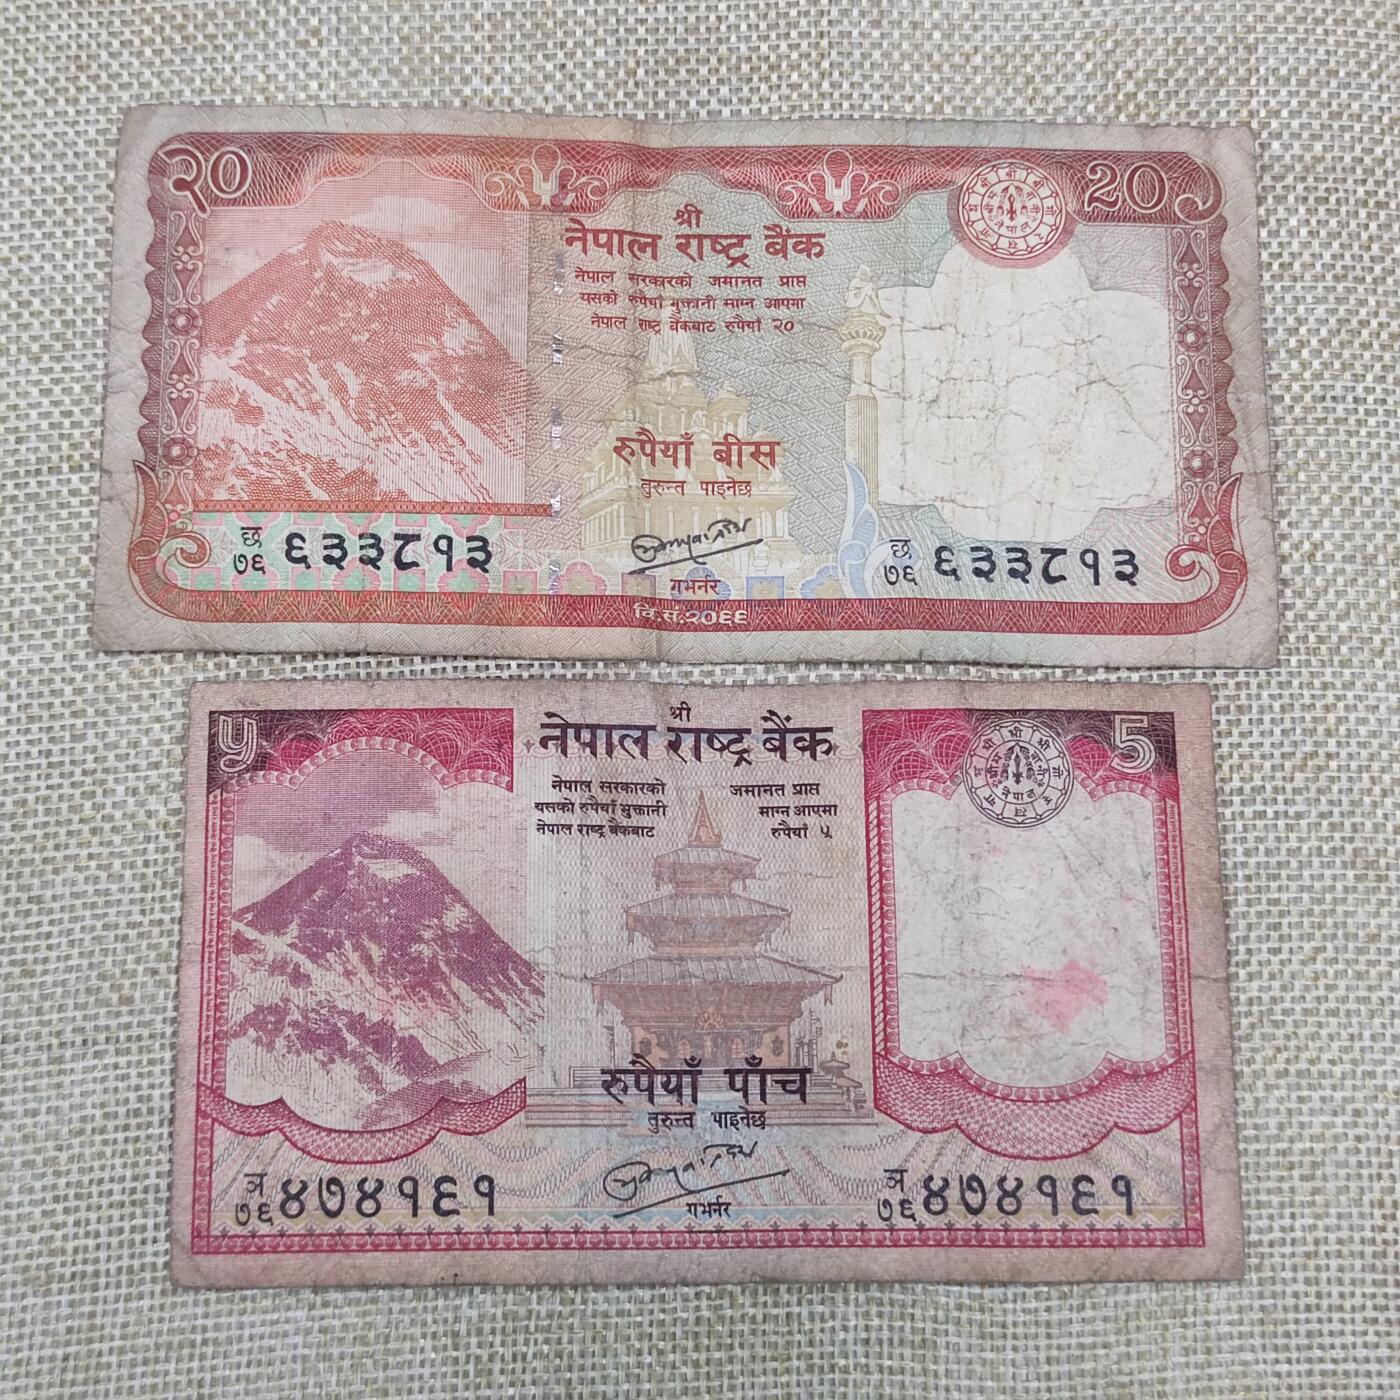 २०
20
श्री
नेपाल राष्ट्र बैंक
नेपाल सरकारको जमानत प्राप्त
यसको रुपैयाँ भुक्तानी माग्न आएमा
नेपाल राष्ट्र बैंकबाट रुपैयाँ २०
रुपैयाँ बीस
तुरुन्त पाइनेछ
छ
७६ ६३३८१३
छ
७६ ६३३८१३
गभर्नर
वि.सं.२०६६
५
5
श्री
नेपाल राष्ट्र बैंक
नेपाल सरकारको जमानत प्राप्त
यसको रुपैयाँ भुक्तानी माग्न आएमा
नेपाल राष्ट्र बैंकबाट रुपैयाँ ५
रुपैयाँ पाँच
तुरुन्त पाइनेछ
ञ
७६ ४७४१६१
ञ
७६ ४७४१६१
गभर्नर